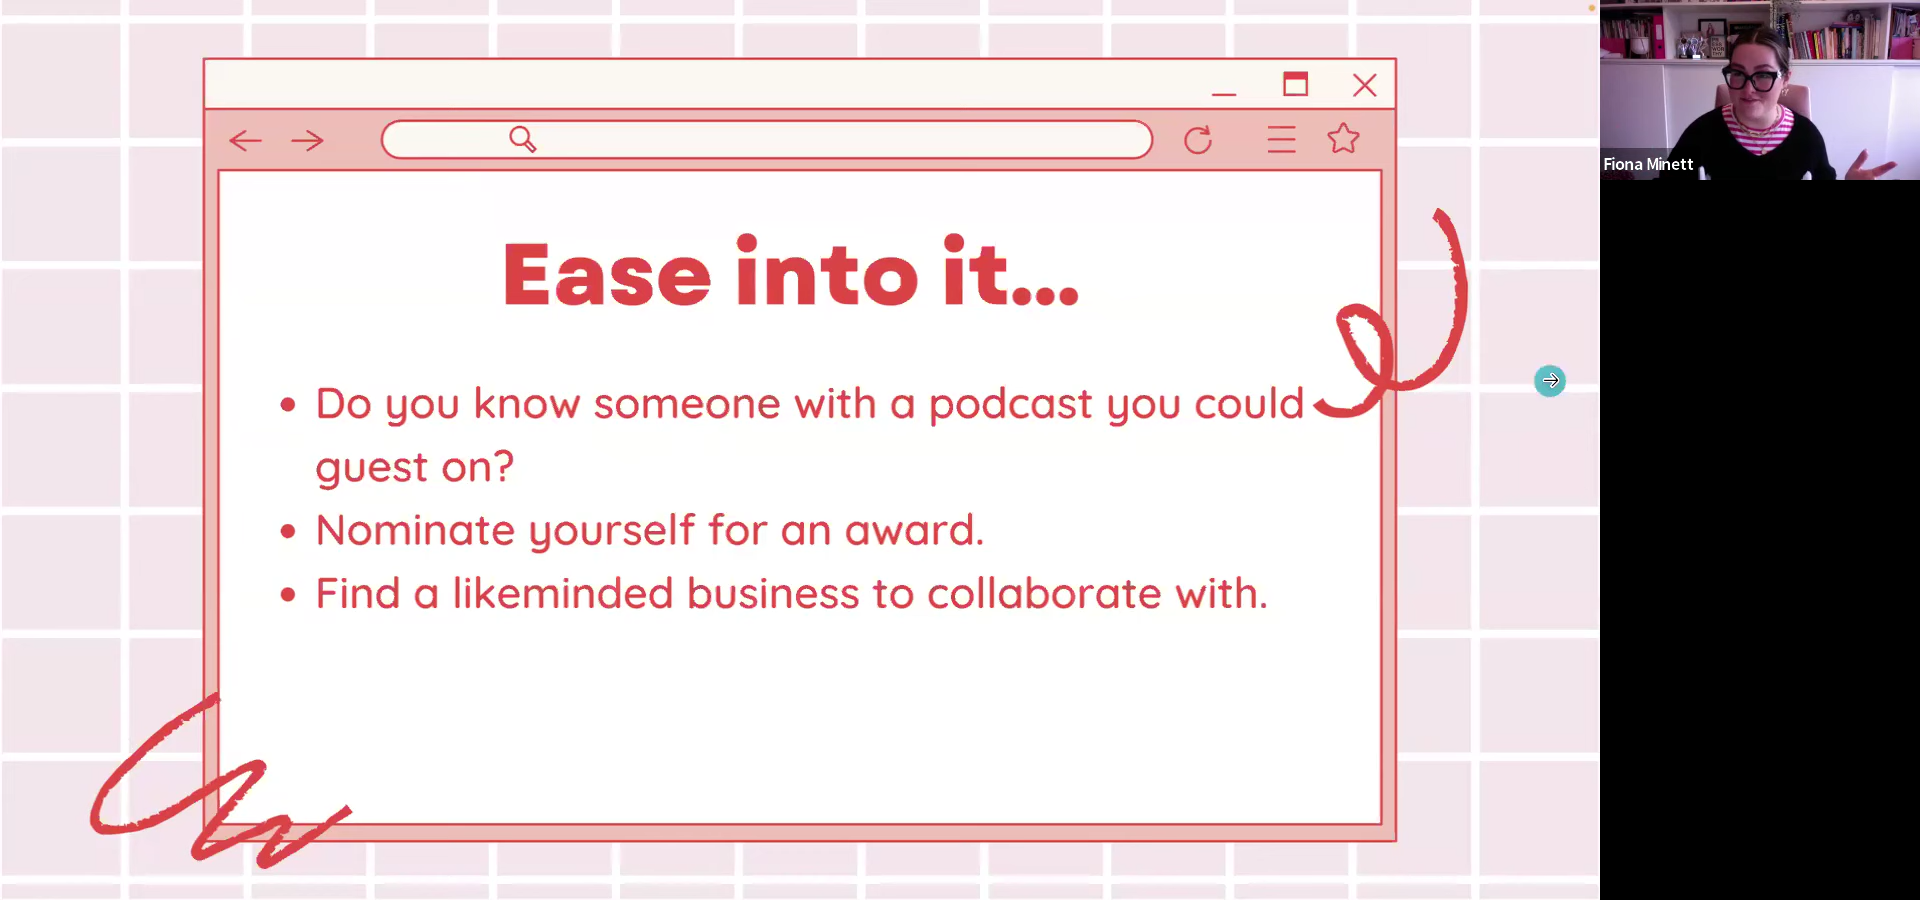 Ease into it...
• Do you know someone with a podcast you could
guest on?
• Nominate yourself for an award.
• Find a likeminded business to collaborate with.
Fiona Minett